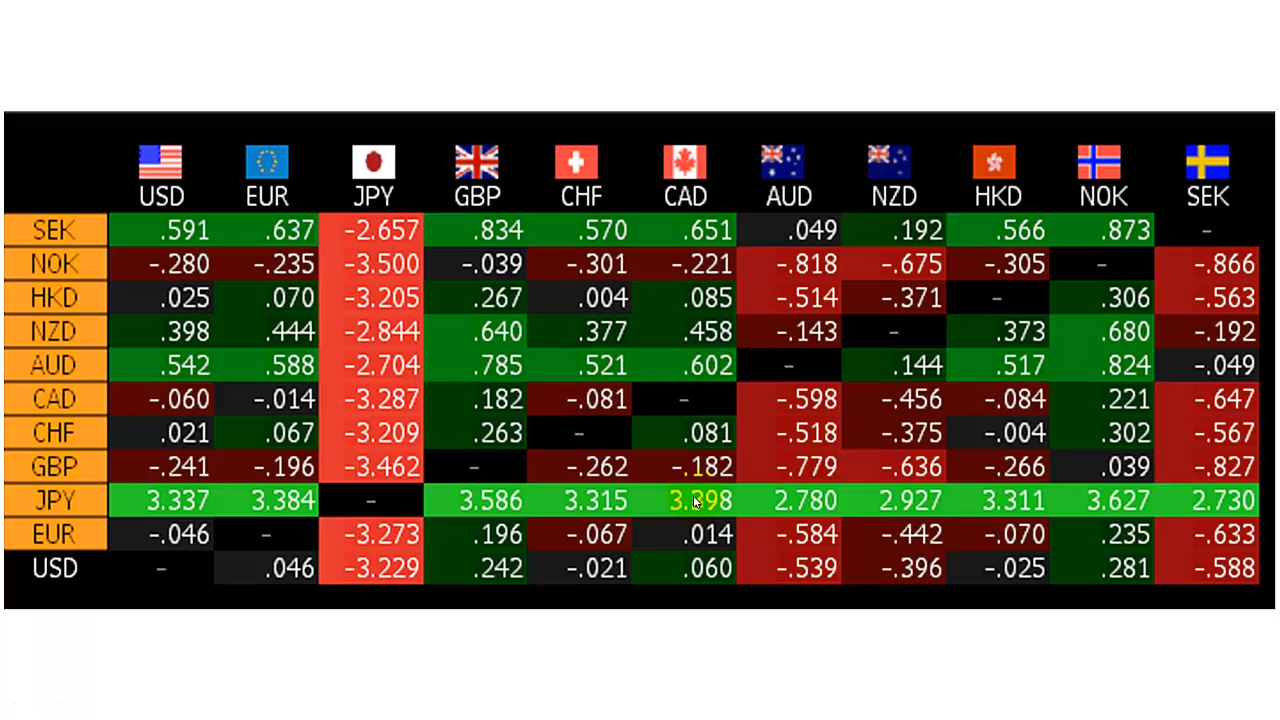 USD EUR JPY GBP CHF CAD AUD NZD HKD NOK SEK
SEK .591 .637 -2.657 .834 .570 .651 .049 .192 .566 .873 -
NOK -.280 -.235 -3.500 -.039 -.301 -.221 -.818 -.675 -.305 - -.866
HKD .025 .070 -3.205 .267 .004 .085 -.514 -.371 - .306 -.563
NZD .398 .444 -2.844 .640 .377 .458 -.143 - .373 .680 -.192
AUD .542 .588 -2.704 .785 .521 .602 - .144 .517 .824 -.049
CAD -.060 -.014 -3.287 .182 -.081 - -.598 -.456 -.084 .221 -.647
CHF .021 .067 -3.209 .263 - .081 -.518 -.375 -.004 .302 -.567
GBP -.241 -.196 -3.462 - -.262 -.182 -.779 -.636 -.266 .039 -.827
JPY 3.337 3.384 - 3.586 3.315 2.780 2.927 3.311 3.627 2.730
EUR -.046 - -3.273 .196 -.067 .014 -.584 -.442 -.070 .235 -.633
USD - .046 -3.229 .242 -.021 .060 -.539 -.396 -.025 .281 -.588